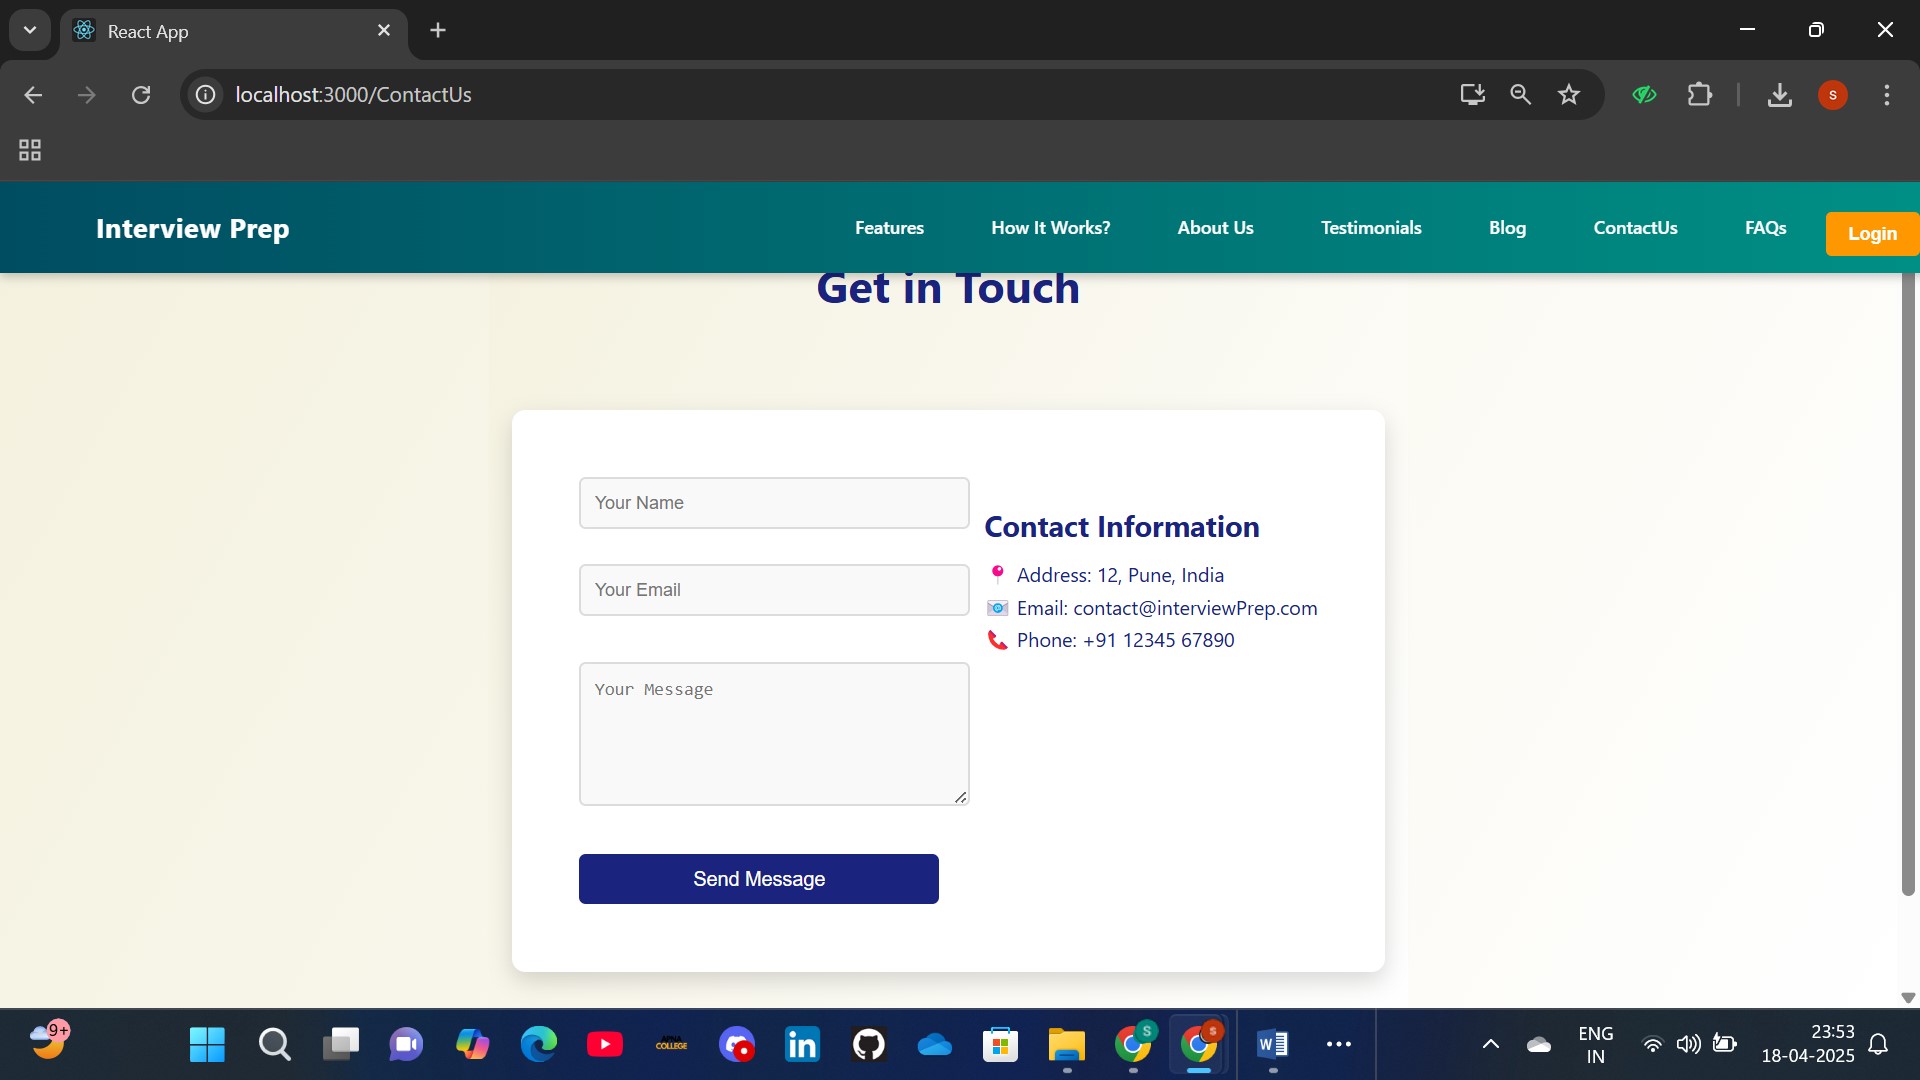 React App
localhost:3000/ContactUs
S
Interview Prep
Features How It Works? About Us Testimonials Blog ContactUs FAQs Login
Get in Touch
Your Name
Contact Information
Address: 12, Pune, India
Your Email
Email: contact@interviewPrep.com
Phone: +91 12345 67890
Your Message
Send Message
9+
APNA
COLLEGE
in
S
S
W
ENG
IN
23:53
18-04-2025